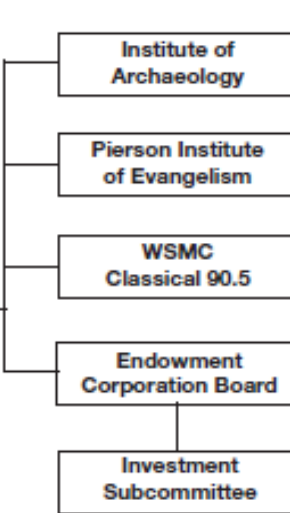 Institute of
Archaeology
Pierson Institute
of Evangelism
WSMC
Classical 90.5
Endowment
Corporation Board
Investment
Subcommittee